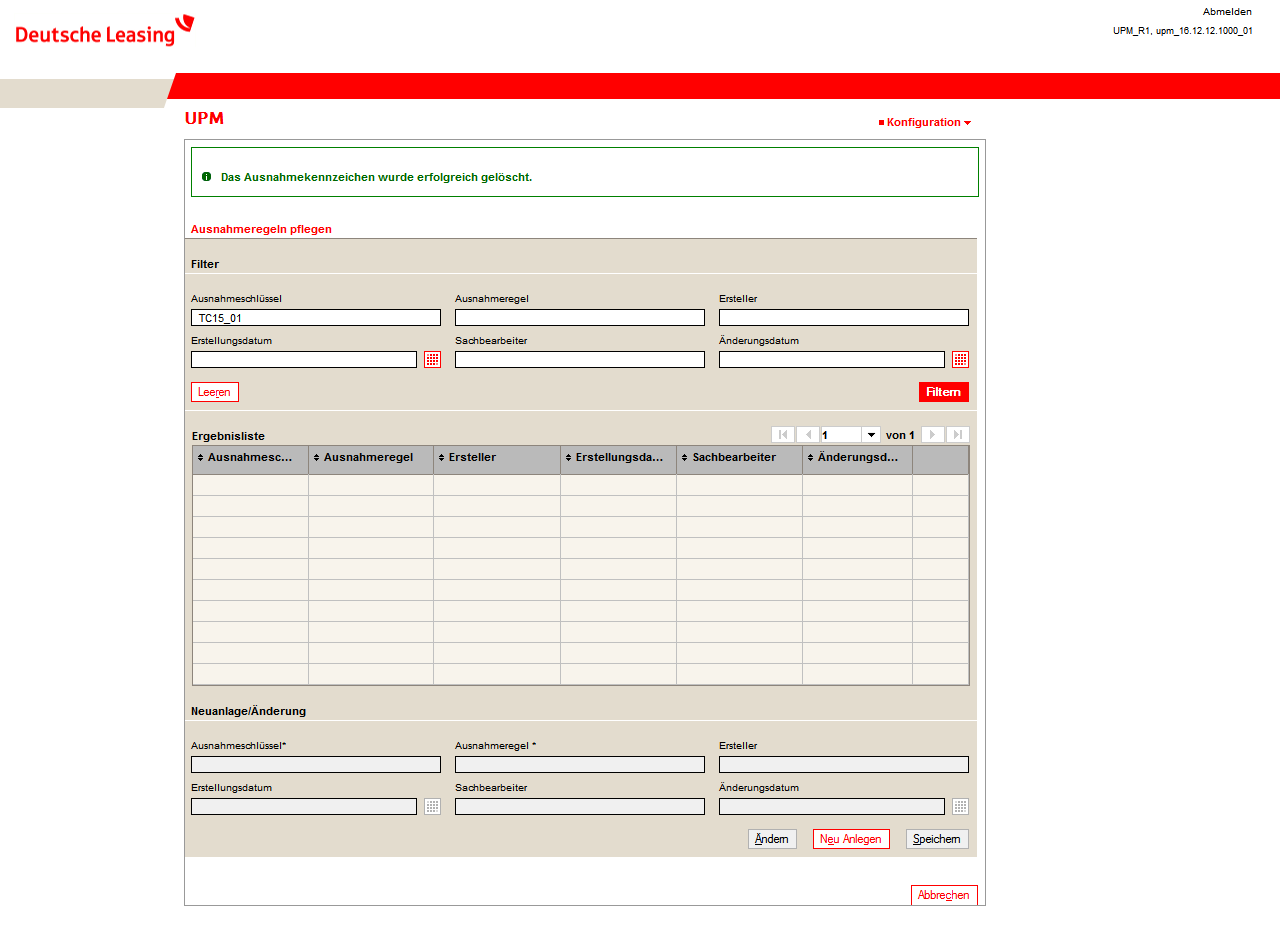 Deutsche Leasing
Abmelden
UPM_R1, upm_16.12.12.1000_01
UPM
Konfiguration
Das Ausnahmekennzeichen wurde erfolgreich gelöscht.
Ausnahmeregeln pflegen
Filter
Ausnahmeschlüssel Ausnahmeregel Ersteller
TC15_01
Erstellungsdatum Sachbearbeiter Änderungsdatum
Leeren Filtern
Ergebnisliste 1 von 1
Ausnahmesc... Ausnahmeregel Ersteller Erstellungsda... Sachbearbeiter Änderungsd...
Neuanlage/Änderung
Ausnahmeschlüssel* Ausnahmeregel * Ersteller
Erstellungsdatum Sachbearbeiter Änderungsdatum
Ändern Neu Anlegen Speichern
Abbrechen